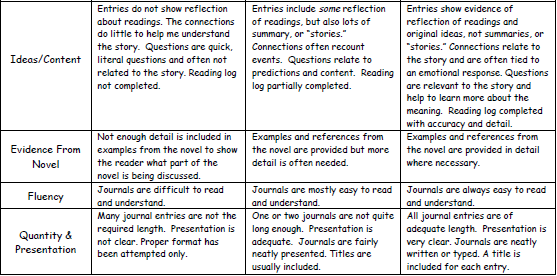 Ideas/Content
Entries do not show reflection
about readings. The connections
do little to help me understand
the story.  Questions are quick,
literal questions and often not
related to the story. Reading log
not completed.
Entries include some reflection
of readings, but also lots of
summary, or “stories.”
Connections often recount
events.  Questions relate to
predictions and content.  Reading
log partially completed.
Entries show evidence of
reflection of readings and
original ideas, not summaries, or
“stories.” Connections relate to
the story and are often tied to
an emotional response. Questions
are relevant to the story and
help to learn more about the
meaning.  Reading log completed
with accuracy and detail.
Evidence From
Novel
Not enough detail is included in
examples from the novel to show
the reader what part of the
novel is being discussed.
Examples and references from
the novel are provided but more
detail is often needed.
Examples and references from
the novel are provided in detail
where necessary.
Fluency
Journals are difficult to read
and understand.
Journals are mostly easy to read
and understand.
Journals are always easy to read
and understand.
Quantity &
Presentation
Many journal entries are not the
required length.  Presentation is
not clear. Proper format has
been attempted only.
One or two journals are not quite
long enough.  Presentation is
adequate.  Journals are fairly
neatly presented. Titles are
usually included.
All journal entries are of
adequate length.  Presentation is
very clear. Journals are neatly
written or typed. A title is
included for each entry.